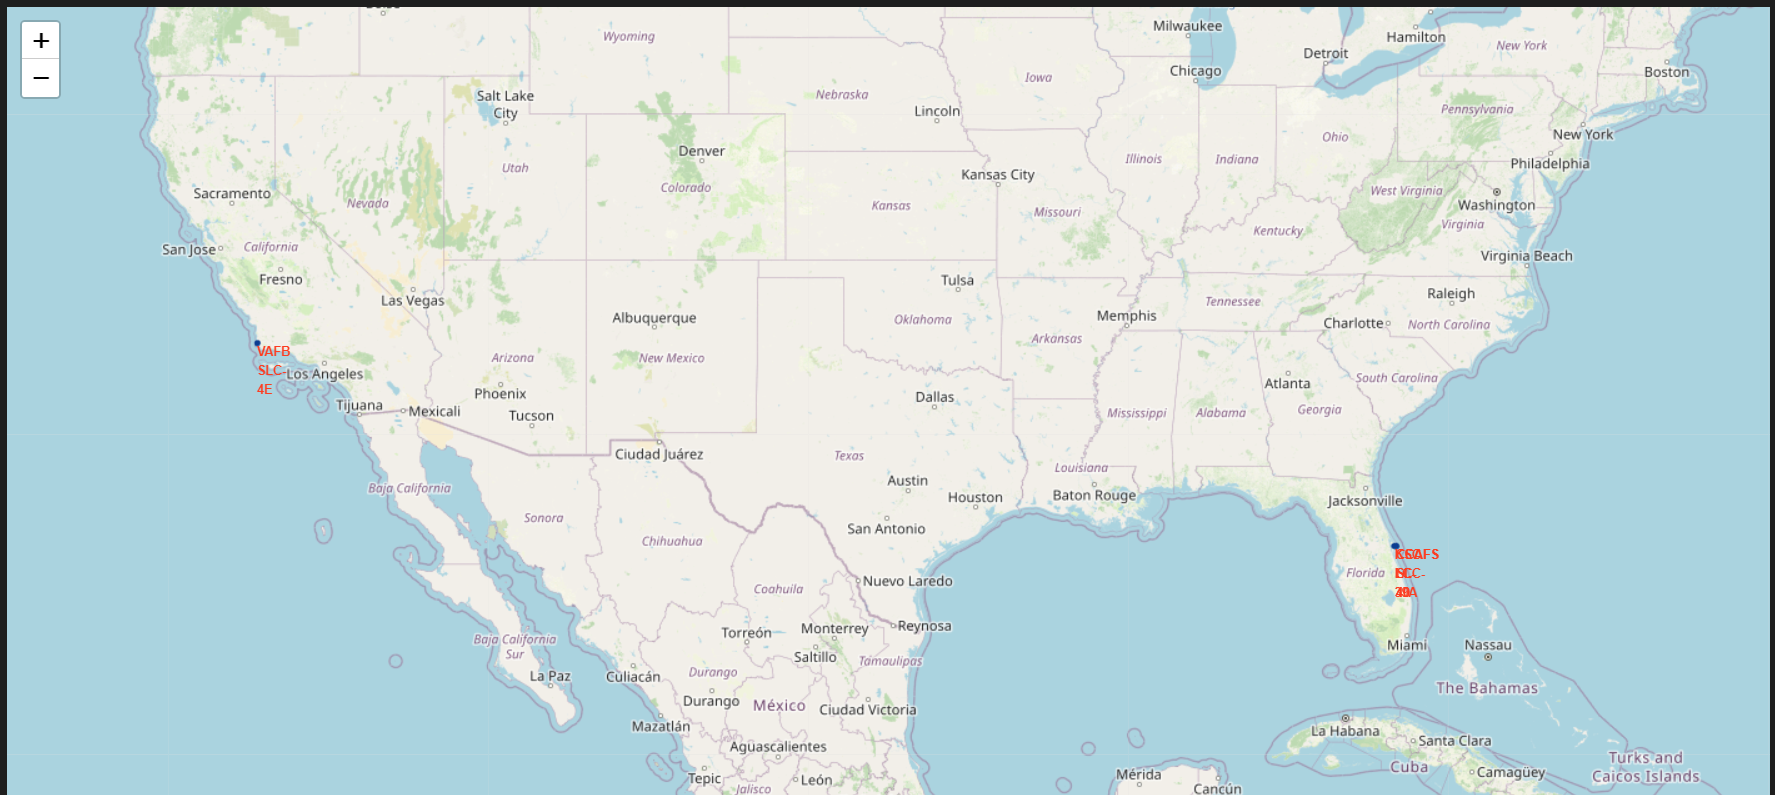 +
−
Boise
Milwaukee
Hamilton
Wyoming
New York
Detroit
Chicago
Boston
Iowa
Salt Lake
City
Nebraska
Lincoln
Pennsylvania
New York
Ohio
Denver
Illinois
Indiana
Philadelphia
Utah
Kansas City
Colorado
West Virginia
Sacramento
Nevada
Kansas
Missouri
Washington
Virginia
Kentucky
San Jose
California
Virginia Beach
Fresno
Tulsa
Las Vegas
Raleigh
Tennessee
Albuquerque
Oklahoma
Memphis
Charlotte
North Carolina
Arkansas
VAFB
SLC-
4E
Los Angeles
Arizona
New Mexico
South Carolina
Atlanta
Phoenix
Dallas
Tijuana
Mexicali
Tucson
Mississippi
Alabama
Georgia
Ciudad Juárez
Texas
Louisiana
Austin
Baja California
Houston
Baton Rouge
Jacksonville
Sonora
San Antonio
Chihuahua
Florida
Nuevo Laredo
Coahuila
Reynosa
Torreón
Monterrey
Baja California
Sur
Saltillo
Tamaulipas
Miami
Nassau
La Paz
Culiacán
Durango
The Bahamas
Durango
México
Ciudad Victoria
Mazatlán
La Habana
Santa Clara
Aguascalientes
Turks and
Caicos Islands
Cuba
Camagüey
Tepic
León
Mérida
Jalisco
Cancún